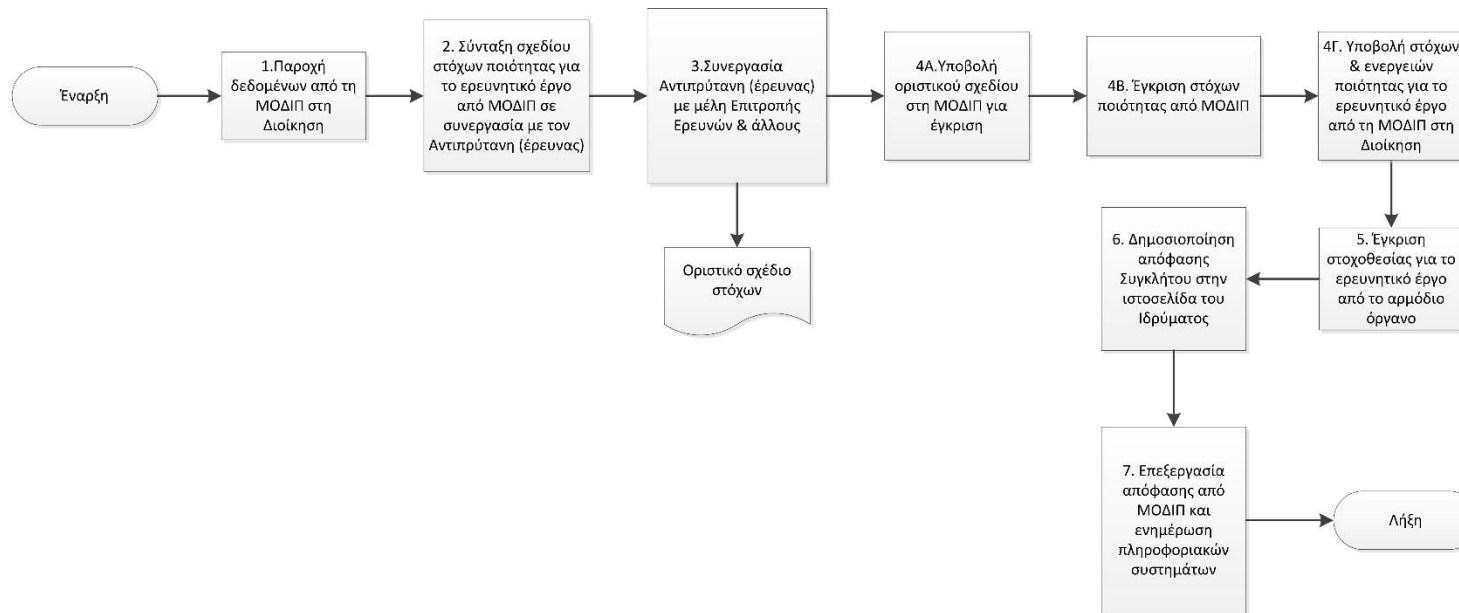 Έναρξη
1.Παροχή
δεδομένων από τη
ΜΟΔΙΠ στη
Διοίκηση
2. Σύνταξη σχεδίου
στόχων ποιότητας για
το ερευνητικό έργο
από ΜΟΔΙΠ σε
συνεργασία με τον
Αντιπρύτανη (έρευνας)
3.Συνεργασία
Αντιπρύτανη (έρευνας)
με μέλη Επιτροπής
Ερευνών & άλλους
4Α.Υποβολή
οριστικού σχεδίου
στη ΜΟΔΙΠ για
έγκριση
4Β. Έγκριση στόχων
ποιότητας από ΜΟΔΙΠ
4Γ. Υποβολή στόχων
& ενεργειών
ποιότητας για το
ερευνητικό έργο
από τη ΜΟΔΙΠ στη
Διοίκηση
Οριστικό σχέδιο
στόχων
5. Έγκριση
στοχοθεσίας για το
ερευνητικό έργο
από το αρμόδιο
όργανο
6. Δημοσιοποίηση
απόφασης
Συγκλήτου στην
ιστοσελίδα του
Ιδρύματος
7. Επεξεργασία
απόφασης από
ΜΟΔΙΠ και
ενημέρωση
πληροφοριακών
συστημάτων
Λήξη